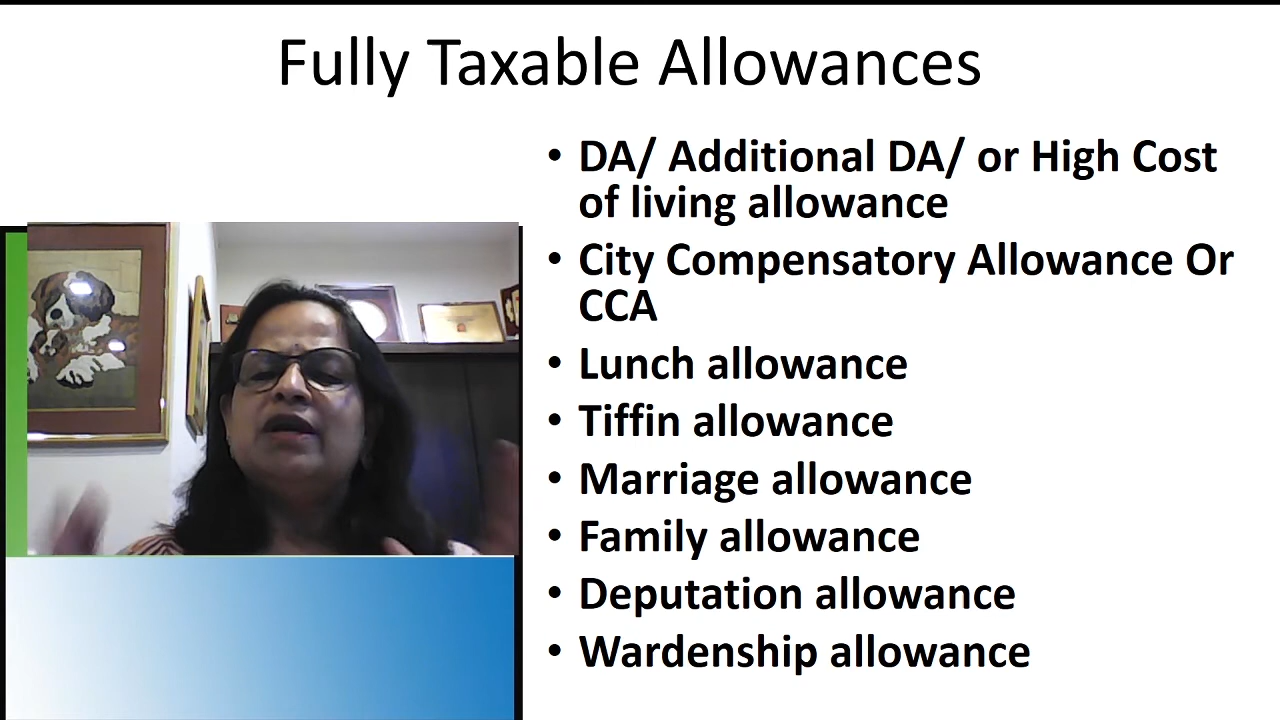 Fully Taxable Allowances
• DA/ Additional DA/ or High Cost
of living allowance
• City Compensatory Allowance Or
CCA
• Lunch allowance
• Tiffin allowance
• Marriage allowance
• Family allowance
• Deputation allowance
• Wardenship allowance